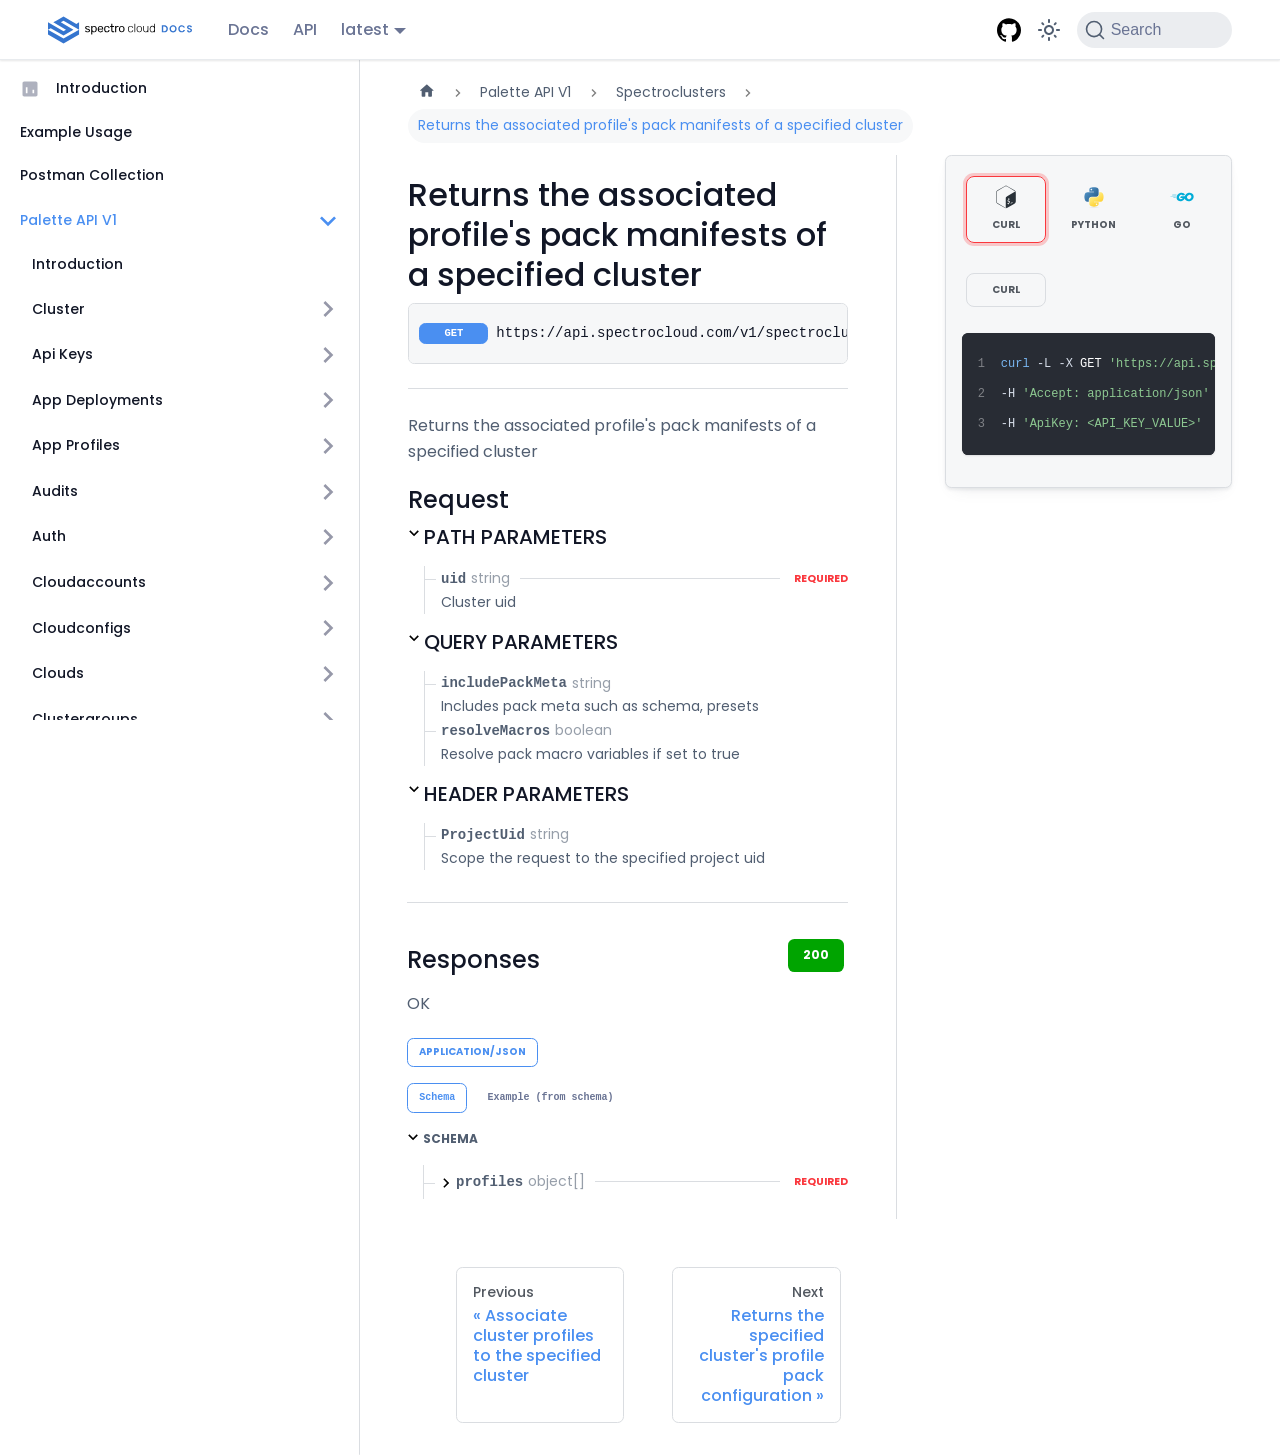 spectro cloud DOCS
Docs
API
latest
Search
Introduction
Example Usage
Postman Collection
Palette API V1
Introduction
Cluster
Api Keys
App Deployments
App Profiles
Audits
Auth
Cloudaccounts
Cloudconfigs
Clouds
Clustergroups
Palette API V1
Spectroclusters
Returns the associated profile's pack manifests of a specified cluster
Returns the associated
profile's pack manifests of
a specified cluster
GET https://api.spectrocloud.com/v1/spectroclu
Returns the associated profile's pack manifests of a
specified cluster
Request
PATH PARAMETERS
uid string REQUIRED
Cluster uid
QUERY PARAMETERS
includePackMeta string
Includes pack meta such as schema, presets
resolveMacros boolean
Resolve pack macro variables if set to true
HEADER PARAMETERS
ProjectUid string
Scope the request to the specified project uid
Responses
200
OK
APPLICATION/JSON
Schema Example (from schema)
SCHEMA
profiles object[] REQUIRED
Previous
« Associate
cluster profiles
to the specified
cluster
Next
Returns the
specified
cluster's profile
pack
configuration »
CURL PYTHON GO
CURL
1 curl -L -X GET 'https://api.sp
2 -H 'Accept: application/json'
3 -H 'ApiKey: <API_KEY_VALUE>'